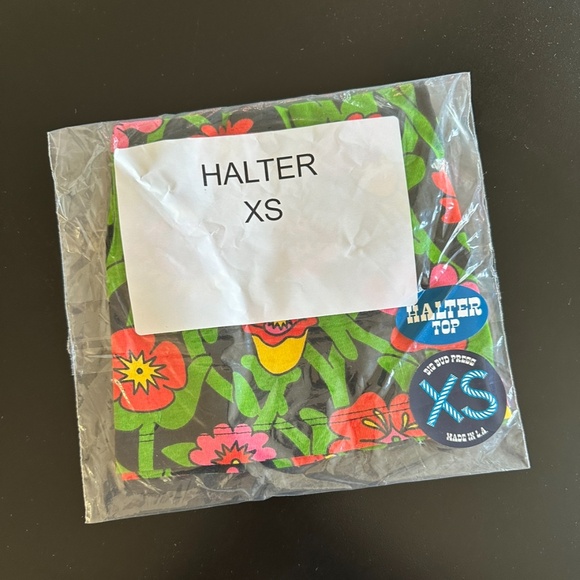 HALTER
XS
HALTER
TOP
BIG BUD PRESS
XS
MADE IN L.A.